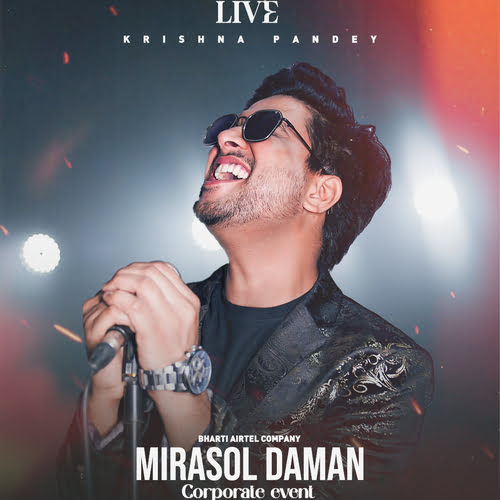 LIVE
KRISHNA PANDEY
BHARTI AIRTEL COMPANY
MIRASOL DAMAN
Corporate event